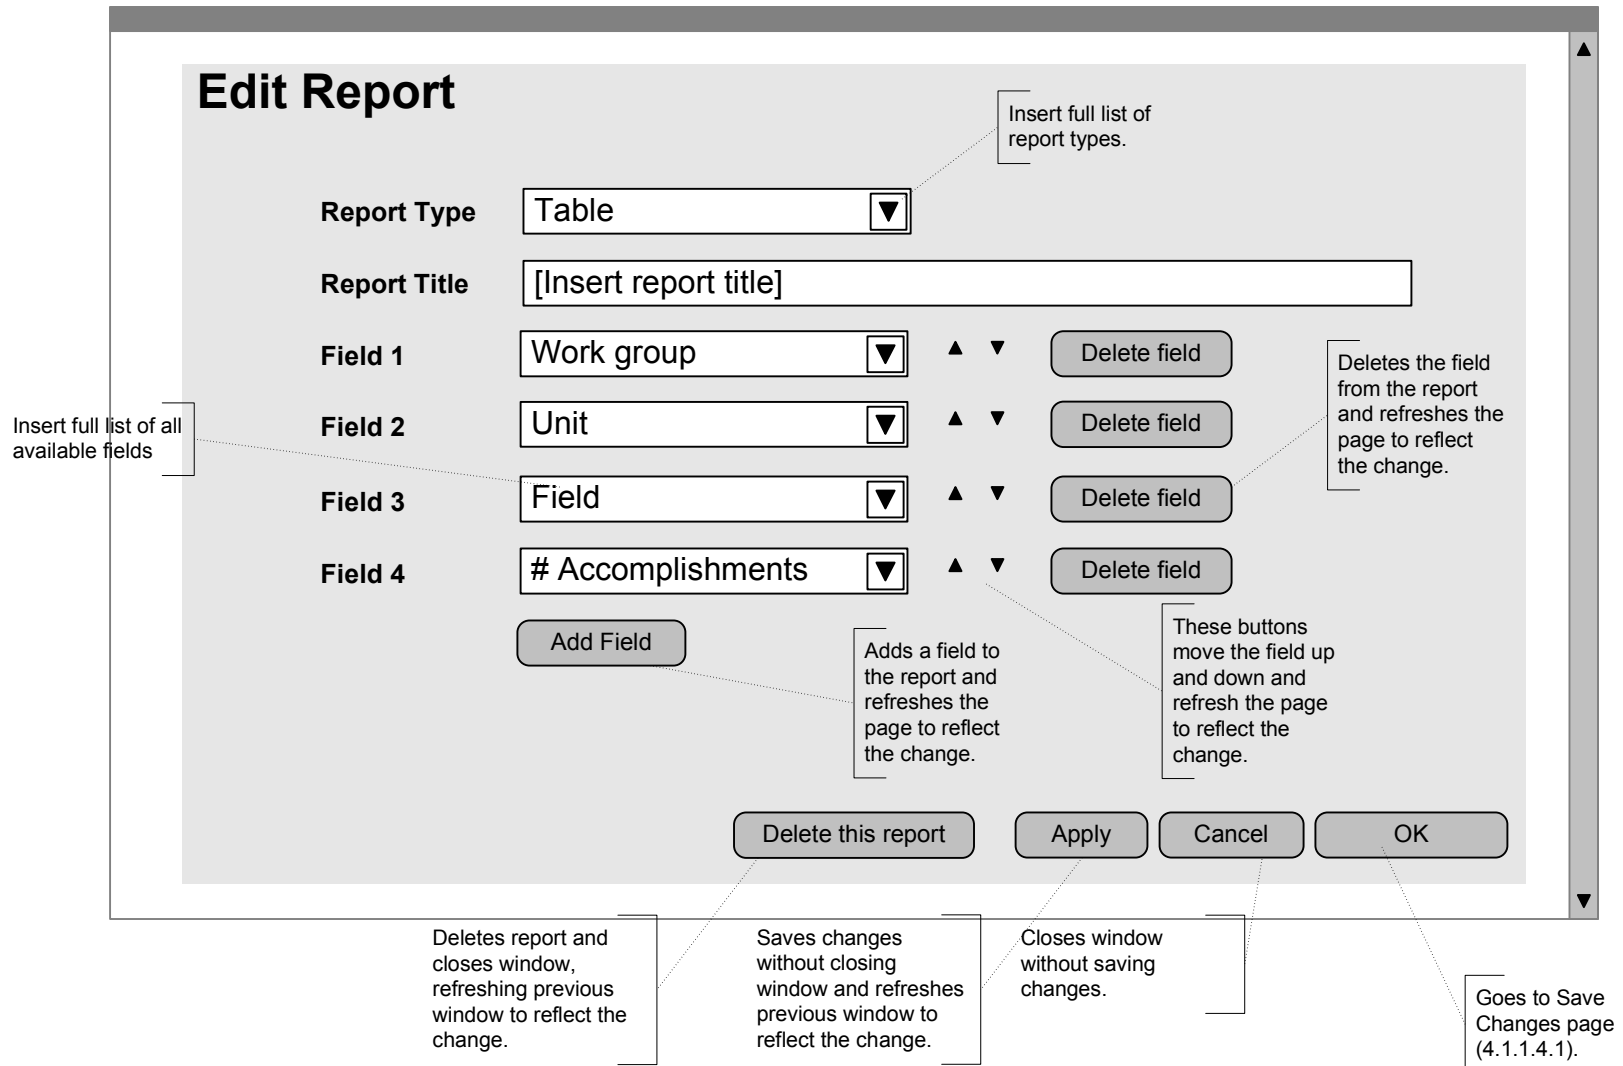 Edit Report
Insert full list of
report types.
Report Type
Table
Report Title
[Insert report title]
Field 1
Work group
Delete field
Deletes the field
from the report
and refreshes the
page to reflect
the change.
Insert full list of all
available fields
Field 2
Unit
Delete field
Field 3
Field
Delete field
Field 4
# Accomplishments
Delete field
Add Field
Adds a field to
the report and
refreshes the
page to reflect
the change.
These buttons
move the field up
and down and
refresh the page
to reflect the
change.
Delete this report
Apply
Cancel
OK
Deletes report and
closes window,
refreshing previous
window to reflect the
change.
Saves changes
without closing
window and refreshes
previous window to
reflect the change.
Closes window
without saving
changes.
Goes to Save
Changes page
(4.1.1.4.1).